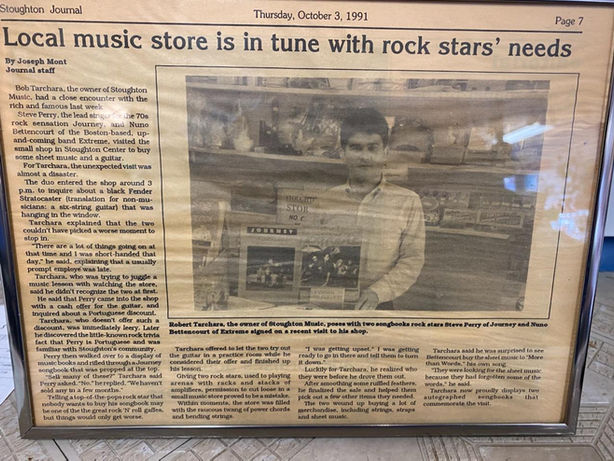 Stoughton Journal
Thursday, October 3, 1991
Page 7
Local music store is in tune with rock stars' needs
By Joseph Mont
Journal staff
Bob Tarchara, the owner of Stoughton
Music, had a close encounter with the
rich and famous last week.
Steve Perry, the lead singer for the 70s
rock sensation Journey, and Nuno
Bettencourt of the Boston-based, up-
and-coming band Extreme, visited the
small shop in Stoughton Center to buy
some sheet music and a guitar.
For Tarchara, the unexpected visit was
almost a disaster.
The duo entered the shop around 3
p.m. to inquire about a black Fender
Stratocaster (translation for non-mu-
sicians: a six-string guitar) that was
hanging in the window.
Tarchara explained that the two
couldn't have picked a worse moment to
stop in.
"There are a lot of things going on at
that time and I was short-handed that
day," he said, explaining that a usually
prompt employe was late.
Tarchara, who was trying to juggle a
music lesson with watching the store,
said he didn't recognize the two at first.
He said that Perry came into the shop
with a cash offer for the guitar, and
inquired about a Portuguese discount.
Tarchara, who doesn't offer such a
discount, was immediately leery. Later
he discovered the little-known rock trivia
fact that Perry is Portuguese and was
familiar with Stoughton's community.
Perry then walked over to a display of
music books and rifled through a Journey
songbook that was propped at the top.
"Sell many of these?" Tarchara said
Perry asked. "No," he replied. "We haven't
sold any in a few months."
Telling a top-of-the-pops rock star that
nobody wants to buy his songbook may
be one of the the great rock 'N roll gaffes,
but things would only get worse.
STOP
JOURNEY
Robert Tarchara, the owner of Stoughton Music, poses with two songbooks rock stars Steve Perry of Journey and Nuno
Bettencourt of Extreme signed on a recent visit to his shop.
Tarchara offered to let the two try out
the guitar in a practice room while he
considered their offer and finished up
his lesson.
Giving two rock stars, used to playing
arenas with racks and stacks of
amplifiers, permission to cut loose in a
small music store proved to be a mistake.
Within moments, the store was filled
with the raucous twang of power chords
and bending strings.
"I was getting upset." I was getting
ready to go in there and tell them to turn
it down."
Luckily for Tarchara, he realized who
they were before he drove them out.
After smoothing some ruffled feathers,
he finalized the sale and helped them
pick out a few other items they needed.
The two wound up buying a lot of
merchandise, including strings, straps
and sheet music.
Tarchara said he was surprised to see
Bettencourt buy the sheet music to "More
than Words," his own song.
"They were looking for the sheet music
because they had forgotten some of the
words," he said.
Tarchara now proudly displays two
autographed songbooks that
commemorate the visit.